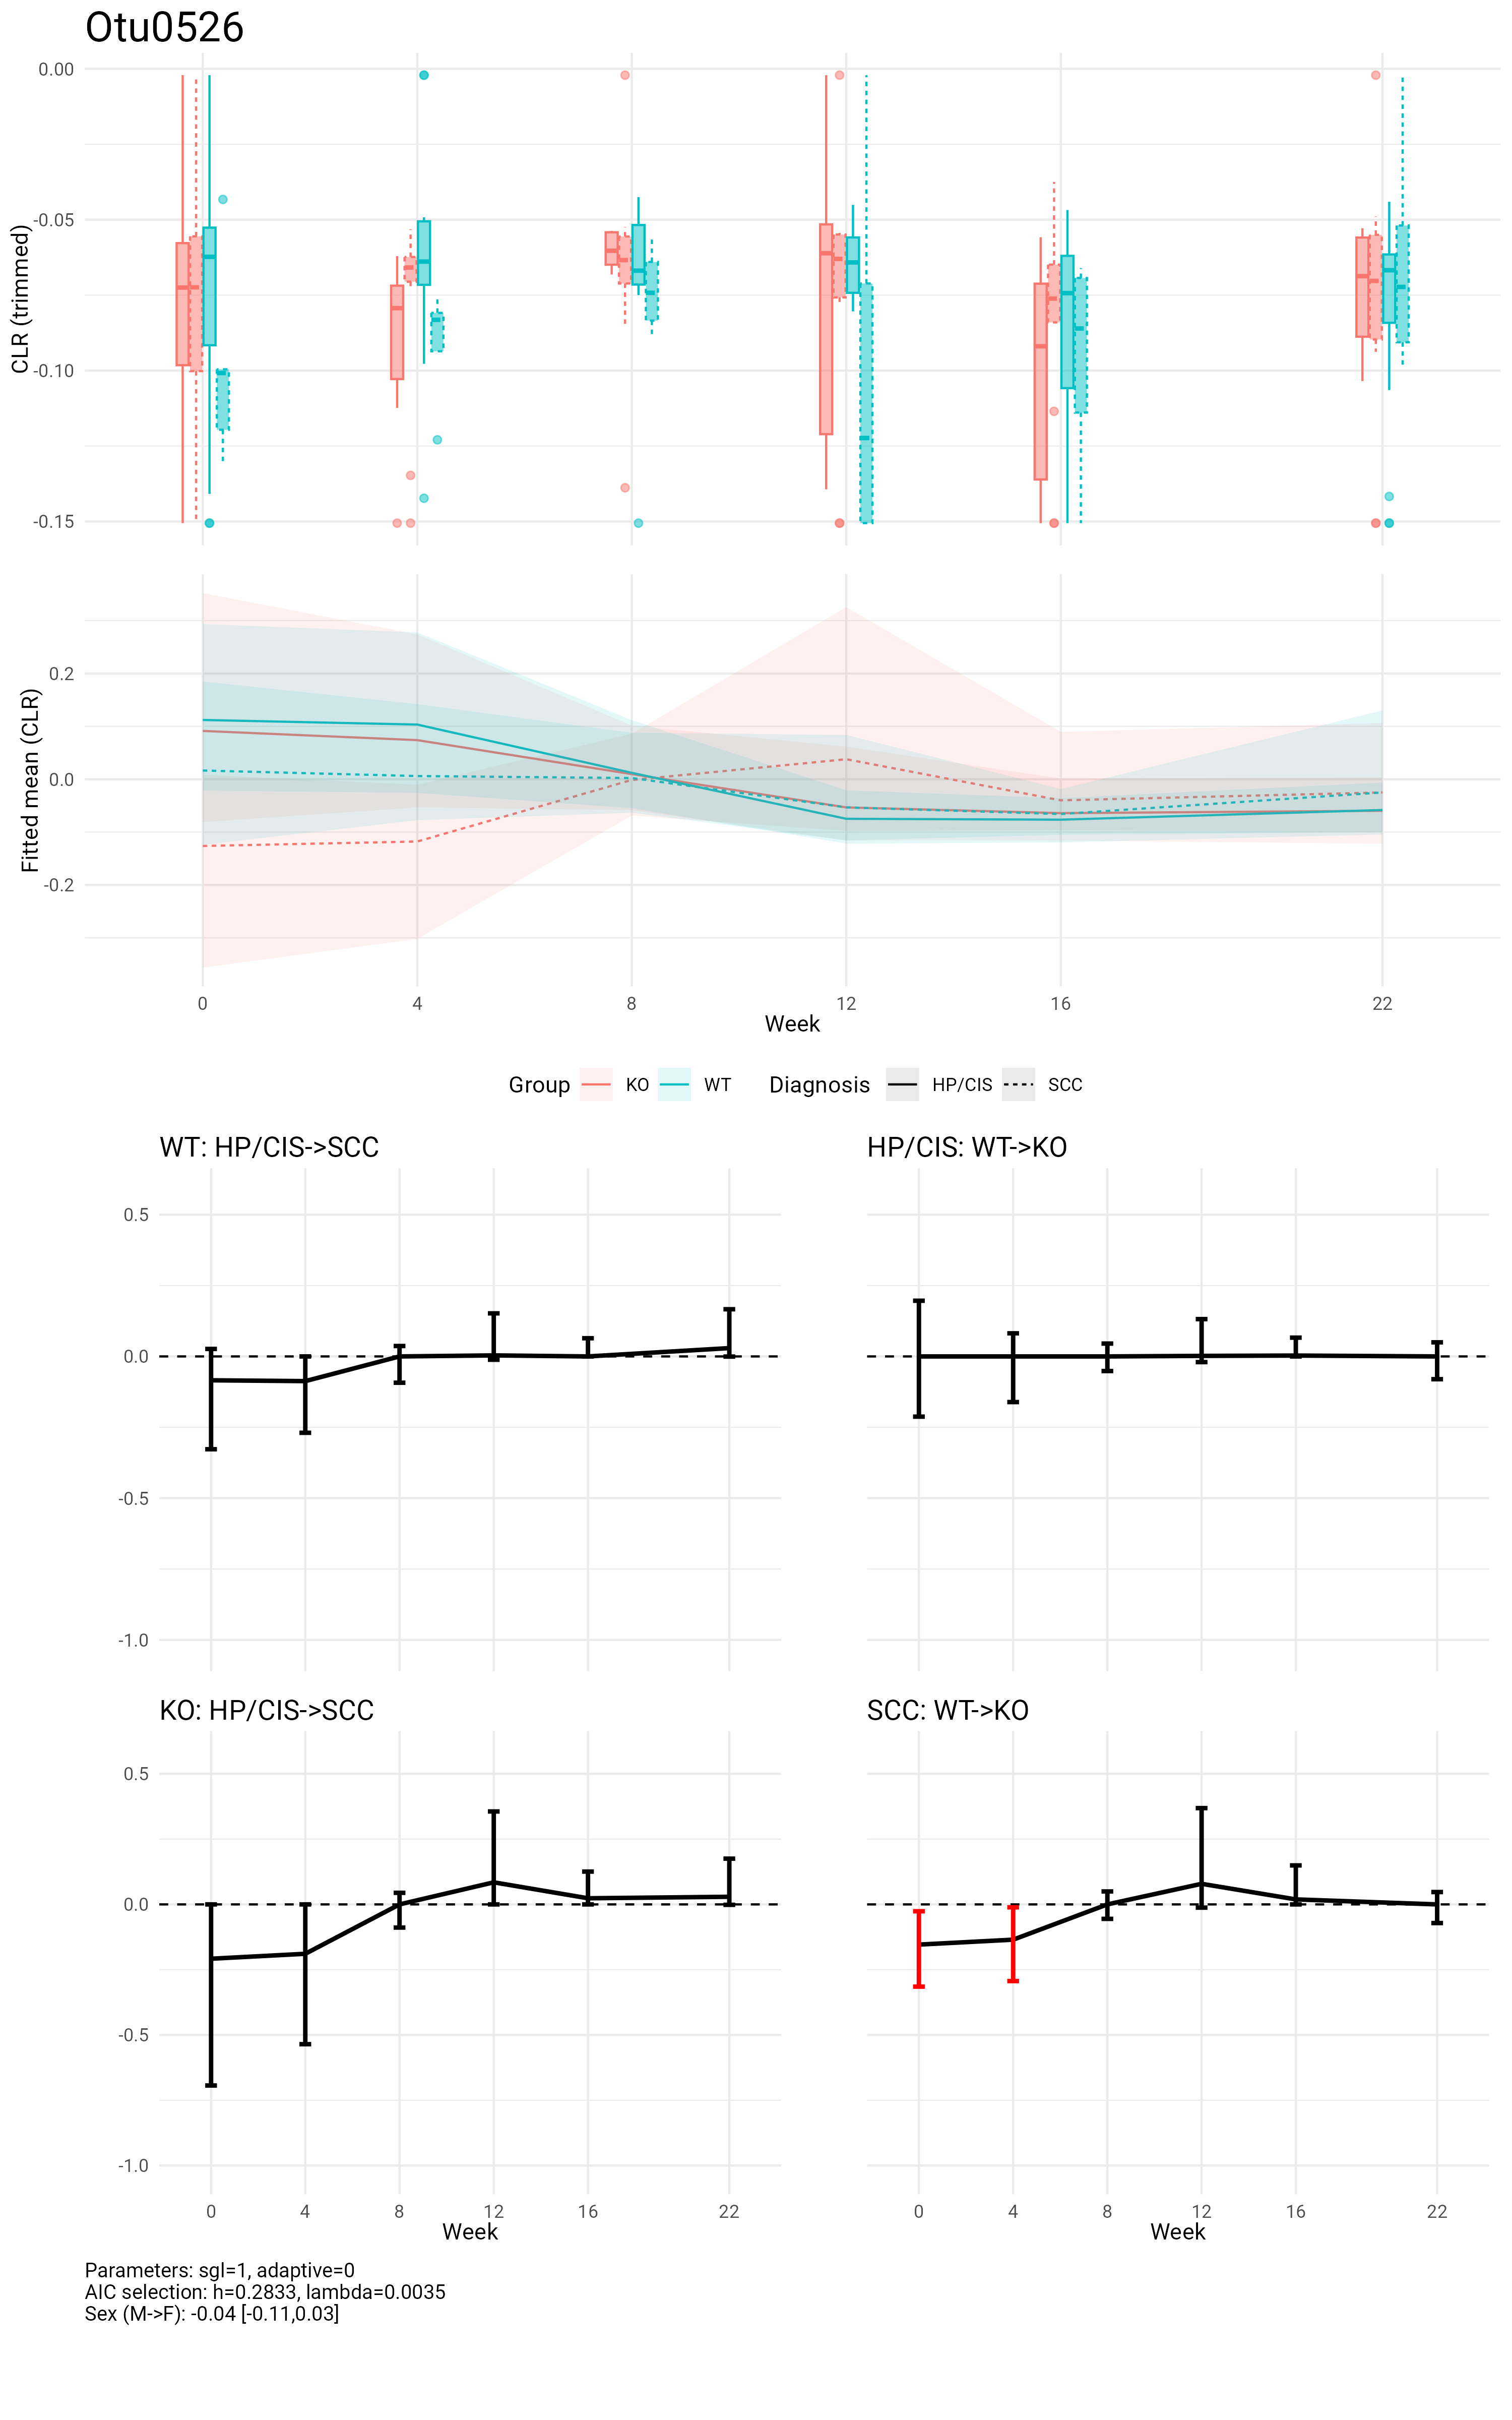 Otu0526
CLR (trimmed)
0.00
-0.05
-0.10
-0.15
Fitted mean (CLR)
0.2
0.0
-0.2
0 4 8 12 16 22
Week
Group KO WT Diagnosis HP/CIS SCC
WT: HP/CIS->SCC
0.5
0.0
-0.5
-1.0
HP/CIS: WT->KO
KO: HP/CIS->SCC
0.5
0.0
-0.5
-1.0
0 4 8 12 16 22
Week
SCC: WT->KO
0 4 8 12 16 22
Week
Parameters: sgl=1, adaptive=0
AIC selection: h=0.2833, lambda=0.0035
Sex (M->F): -0.04 [-0.11,0.03]